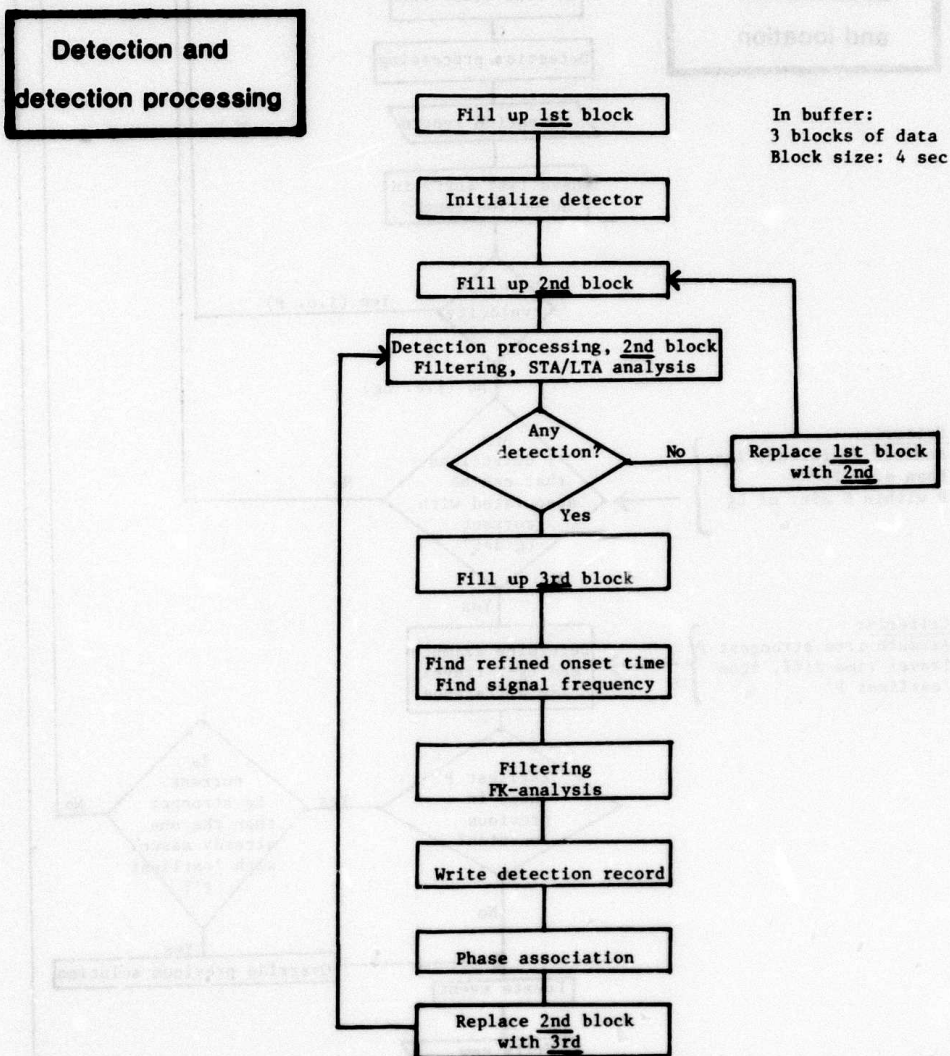 Detection and
detection processing
Fill up 1st block
In buffer:
3 blocks of data
Block size: 4 sec
Initialize detector
Fill up 2nd block
Detection processing, 2nd block
Filtering, STA/LTA analysis
Any
detection?
No
Replace 1st block
with 2nd
Yes
Fill up 3rd block
Find refined onset time
Find signal frequency
Filtering
FK-analysis
Write detection record
Phase association
Replace 2nd block
with 3rd